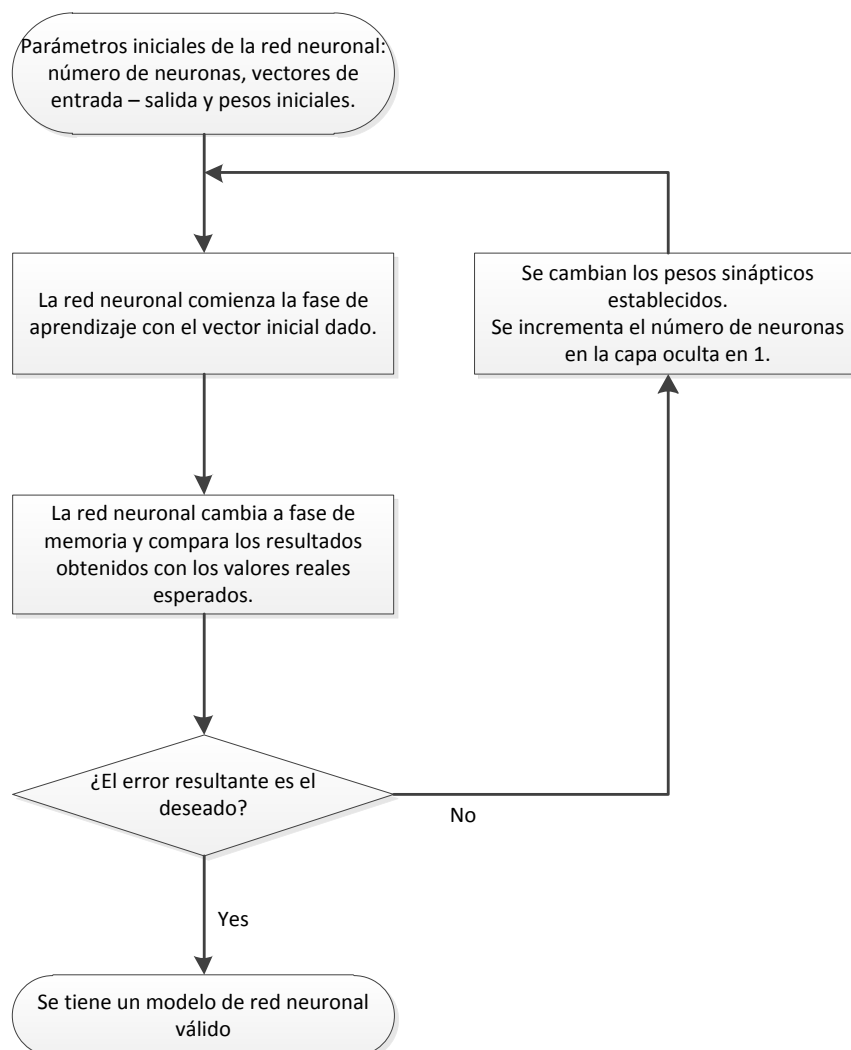 Parámetros iniciales de la red neuronal:
número de neuronas, vectores de
entrada – salida y pesos iniciales.
La red neuronal comienza la fase de
aprendizaje con el vector inicial dado.
Se cambian los pesos sinápticos
establecidos.
Se incrementa el número de neuronas
en la capa oculta en 1.
La red neuronal cambia a fase de
memoria y compara los resultados
obtenidos con los valores reales
esperados.
¿El error resultante es el
deseado?
No
Yes
Se tiene un modelo de red neuronal
válido